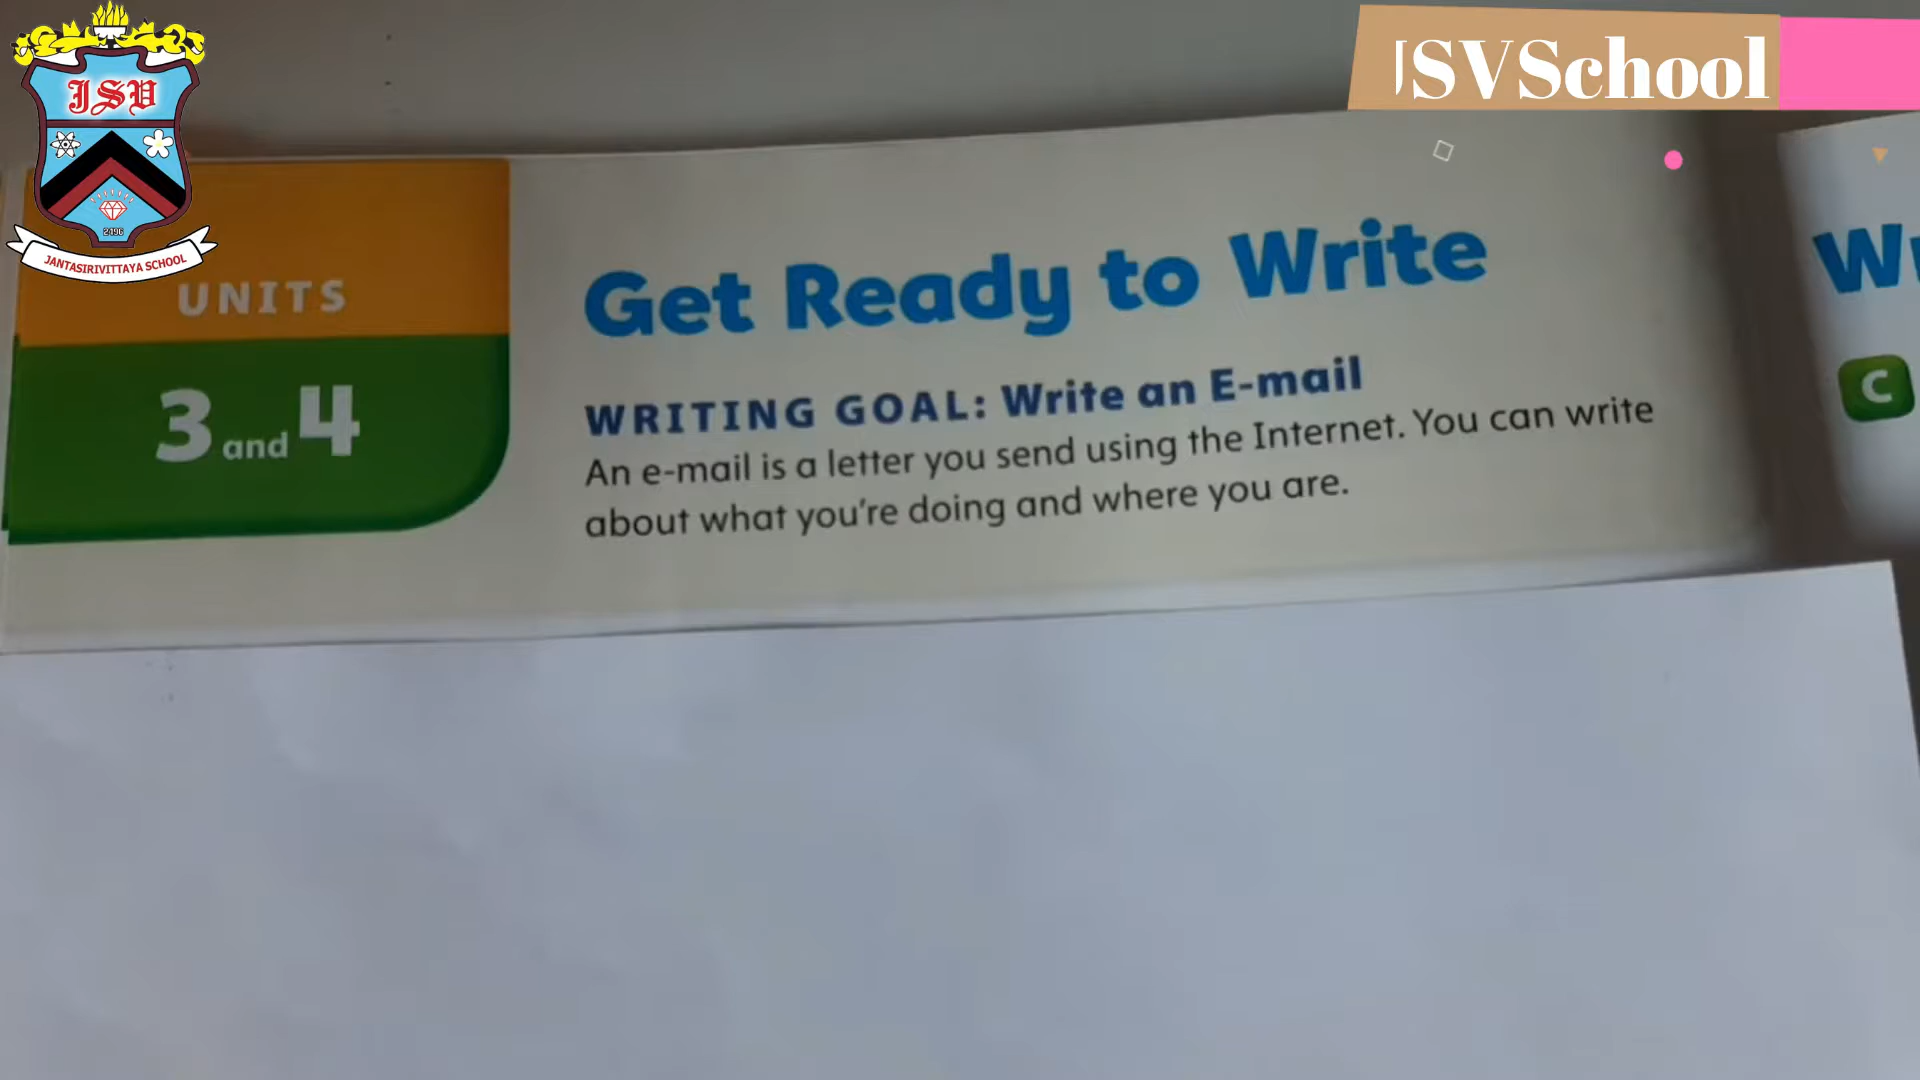 JSV
2496
JANTASIRIVITTAYA SCHOOL
JSVSchool
UNITS
3 and 4
Get Ready to Write
WRITING GOAL: Write an E-mail
An e-mail is a letter you send using the Internet. You can write
about what you're doing and where you are.
C